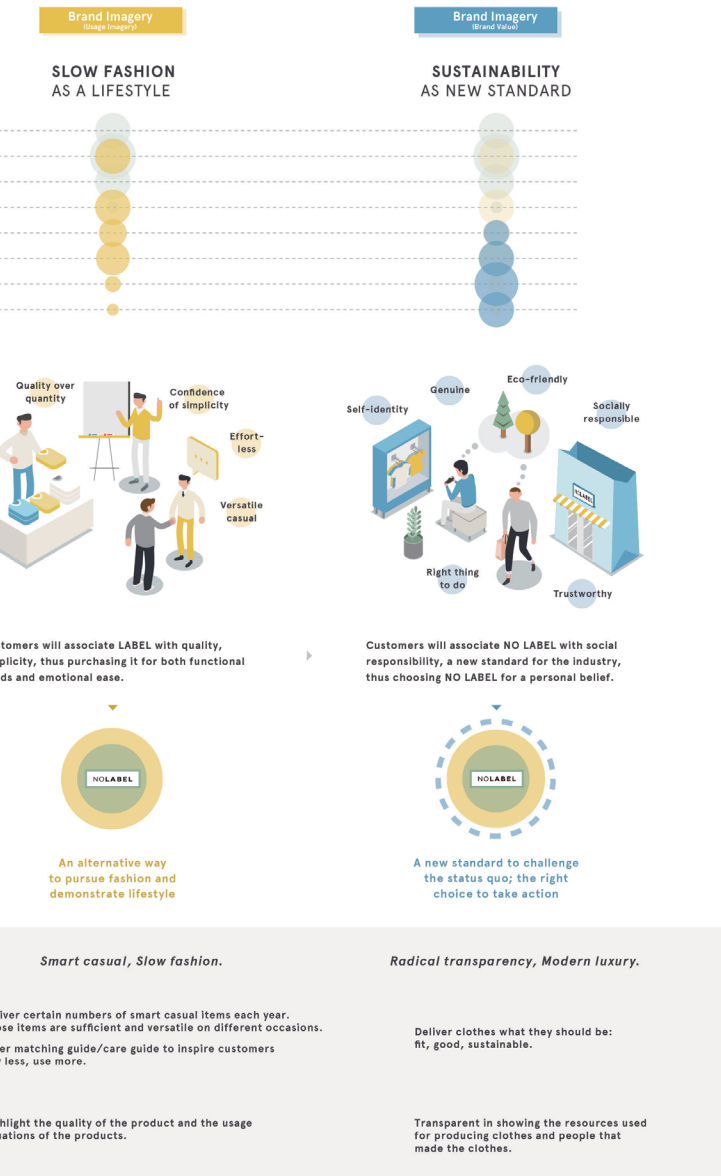 Brand Imagery
(Usage Imagery)
SLOW FASHION
AS A LIFESTYLE
Brand Imagery
(Brand Value)
SUSTAINABILITY
AS NEW STANDARD
Quality over
quantity
Confidence
of simplicity
Effort-
less
Versatile
casual
Self-identity
Genuine
Eco-friendly
Socially
responsible
NOLABEL
Right thing
to do
Trustworthy
tomers will associate LABEL with quality,
plicity, thus purchasing it for both functional
ds and emotional ease.
Customers will associate NO LABEL with social
responsibility, a new standard for the industry,
thus choosing NO LABEL for a personal belief.
NOLABEL
NOLABEL
An alternative way
to pursue fashion and
demonstrate lifestyle
A new standard to challenge
the status quo; the right
choice to take action
Smart casual, Slow fashion.
Radical transparency, Modern luxury.
iver certain numbers of smart casual items each year.
ose items are sufficient and versatile on different occasions.
er matching guide/care guide to inspire customers
less, use more.
Deliver clothes what they should be:
fit, good, sustainable.
hlight the quality of the product and the usage
uations of the products.
Transparent in showing the resources used
for producing clothes and people that
made the clothes.